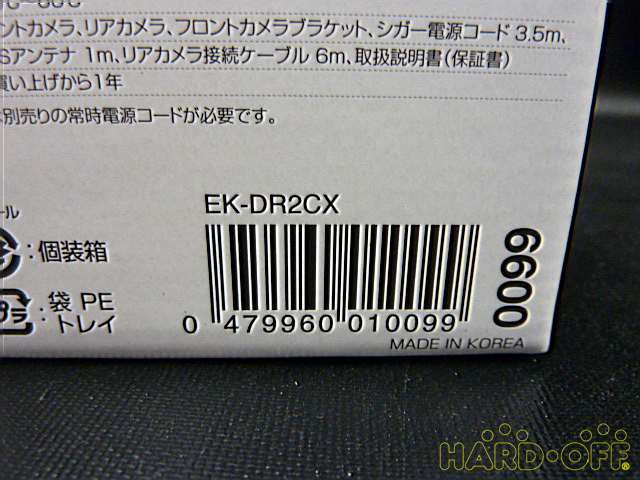 ントカメラ、リアカメラ、フロントカメラブラケット、シガー電源コード 3.5m、
Sアンテナ 1m、リアカメラ接続ケーブル 6m、取扱説明書(保証書)
買い上げから1年
別売りの常時電源コードが必要です。
EK-DR2CX
ール
:個装箱
プラ
:袋 PE
トレイ
0 479960 010099
0099
MADE IN KOREA
HARD・OFF